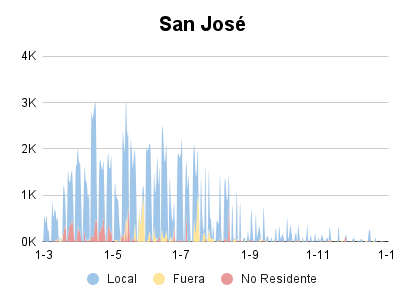 San José
4K
3K
2K
1K
0K
1-3 1-5 1-7 1-9 1-11 1-1
Local Fuera No Residente